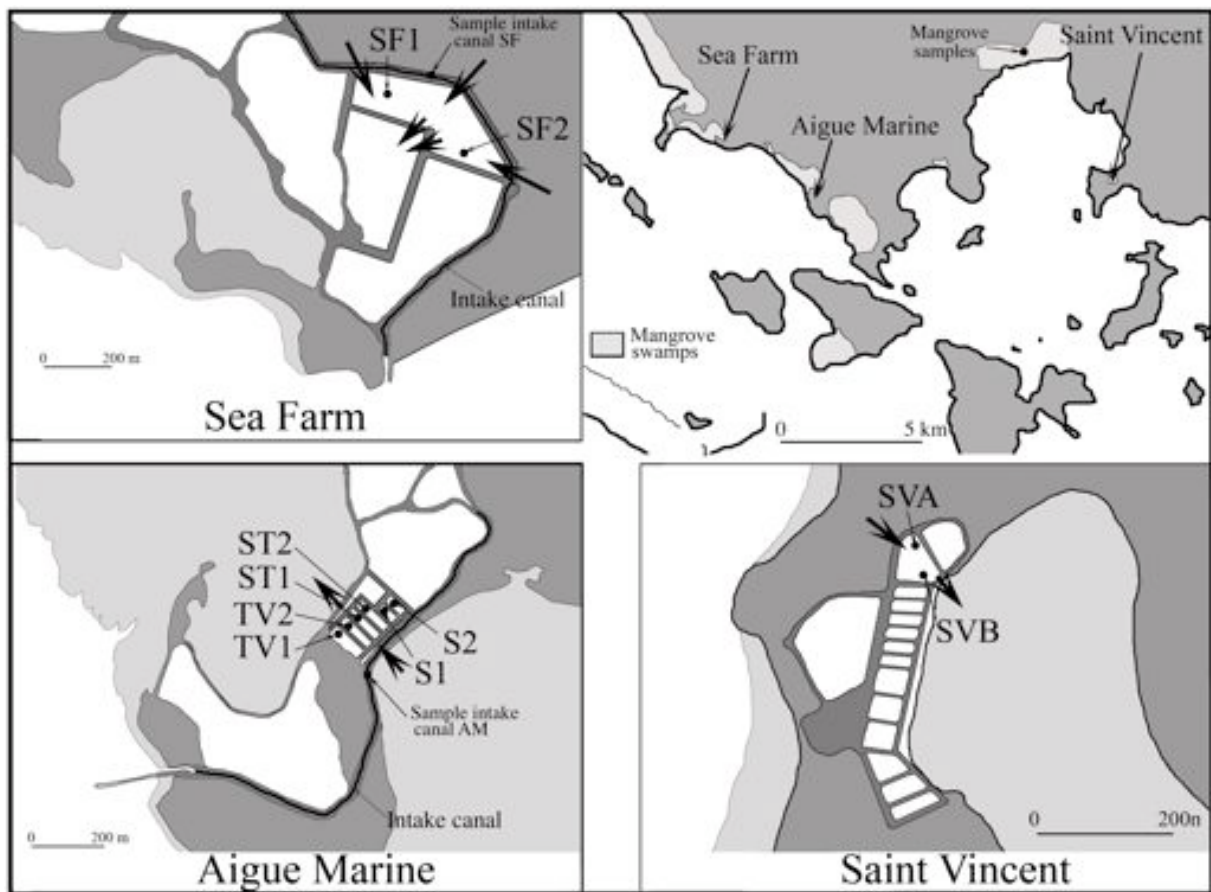 Sample intake
canal SF
SF1
SF2
Intake canal
0 200 m
Sea Farm
Mangrove
samples
Saint Vincent
Sea Farm
Aigue Marine
Mangrove
swamps
0 5 km
ST2
ST1
TV2
TV1
S2
S1
Sample intake
canal AM
Intake canal
0 200 m
Aigue Marine
SVA
SVB
0 200n
Saint Vincent